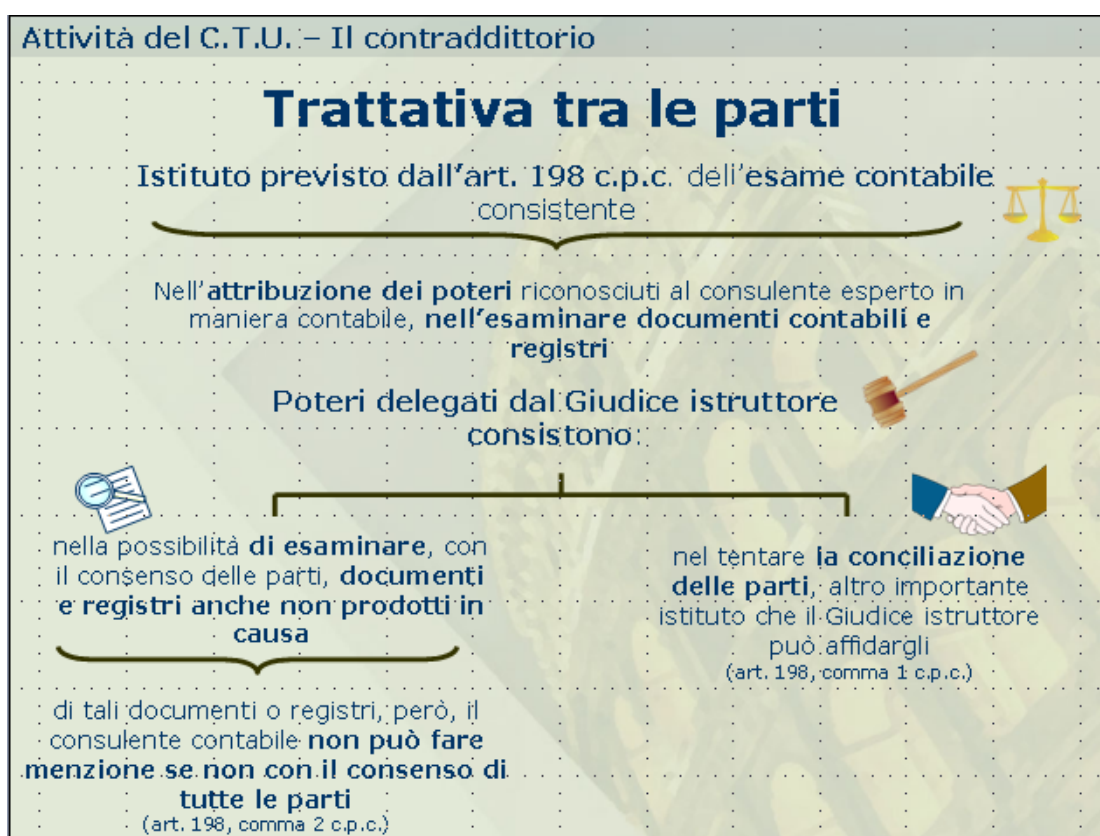 Attività del C.T.U. – Il contraddittorio
Trattativa tra le parti
Istituto previsto dall'art. 198 c.p.c. dell'esame contabile
consistente
Nell'attribuzione dei poteri riconosciuti al consulente esperto in
maniera contabile, nell'esaminare documenti contabili e
registri
Poteri delegati dal Giudice istruttore
consistono:
nella possibilità di esaminare, con
il consenso delle parti, documenti
e registri anche non prodotti in
causa
di tali documenti o registri, però, il
consulente contabile non può fare
menzione se non con il consenso di
tutte le parti
(art. 198, comma 2 c.p.c.)
nel tentare la conciliazione
delle parti, altro importante
istituto che il Giudice istruttore
può affidargli
(art. 198, comma 1 c.p.c.)